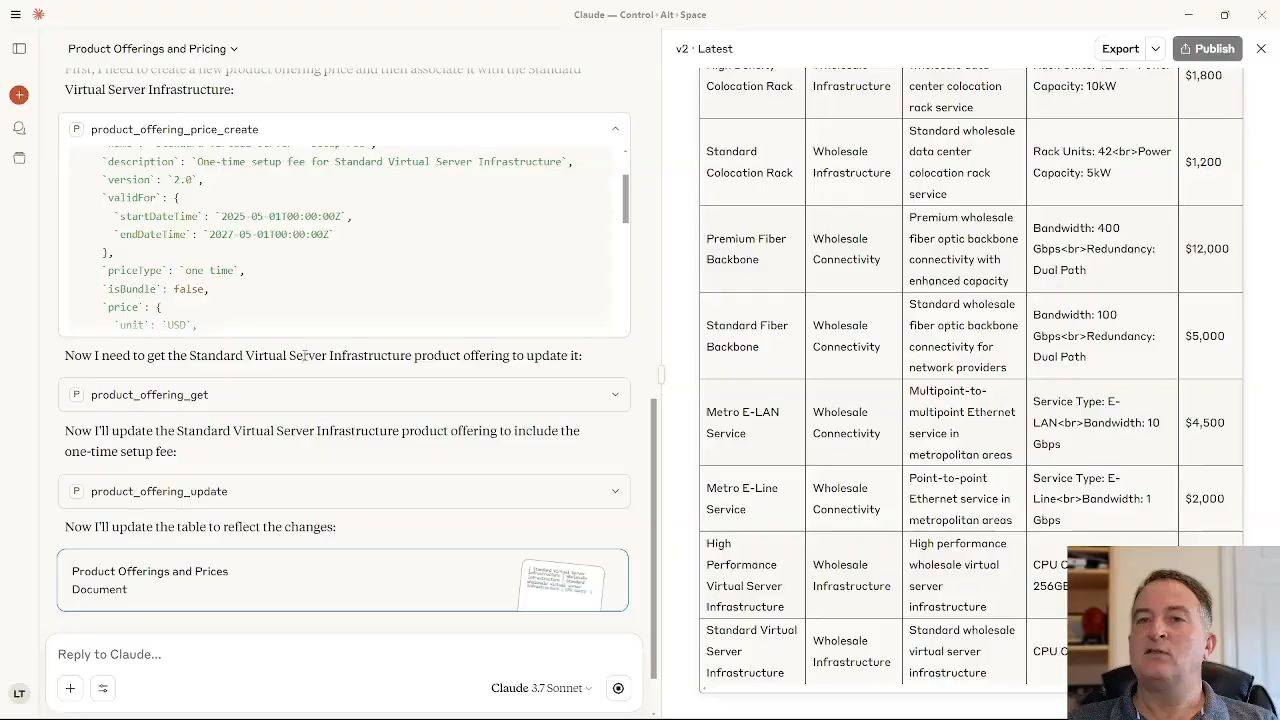 Claude — Control+Alt+Space
Product Offerings and Pricing
First, I need to create a new product offering price and then associate it with the Standard
Virtual Server Infrastructure:
P product_offering_price_create
`description`: `One-time setup fee for Standard Virtual Server Infrastructure`,
`version`: `2.0`,
`validFor`: {
`startDateTime`: `2025-05-01T00:00:00Z`,
`endDateTime`: `2027-05-01T00:00:00Z`
},
`priceType`: `one time`,
`isBundle`: false,
`price`: {
`unit`: `USD`,
Now I need to get the Standard Virtual Server Infrastructure product offering to update it:
P product_offering_get
Now I'll update the Standard Virtual Server Infrastructure product offering to include the
one-time setup fee:
P product_offering_update
Now I'll update the table to reflect the changes:
Product Offerings and Prices
Document
Reply to Claude...
Claude 3.7 Sonnet
LT
v2 · Latest
Export
Publish
Colocation Rack
Infrastructure
wholesale
data center
colocation
rack service
Capacity: 10kW
$1,800
Standard
Colocation Rack
Wholesale
Infrastructure
Standard wholesale
data center
colocation rack
service
Rack Units: 42<br>Power
Capacity: 5kW
$1,200
Premium Fiber
Backbone
Wholesale
Connectivity
Premium wholesale
fiber optic backbone
connectivity with
enhanced capacity
Bandwidth: 400
Gbps<br>Redundancy:
Dual Path
$12,000
Standard Fiber
Backbone
Wholesale
Connectivity
Standard wholesale
fiber optic backbone
connectivity for
network providers
Bandwidth: 100
Gbps<br>Redundancy:
Dual Path
$5,000
Metro E-LAN
Service
Wholesale
Connectivity
Multipoint-to-
multipoint Ethernet
service in
metropolitan areas
Service Type: E-
LAN<br>Bandwidth: 10
Gbps
$4,500
Metro E-Line
Service
Wholesale
Connectivity
Point-to-point
Ethernet service in
metropolitan areas
Service Type: E-
Line<br>Bandwidth: 1
Gbps
$2,000
High
Performance
Virtual Server
Infrastructure
Wholesale
Infrastructure
High performance
wholesale virtual
server
infrastructure
CPU C
256GB
Standard Virtual
Server
Infrastructure
Wholesale
Infrastructure
Standard wholesale
virtual server
infrastructure
CPU C